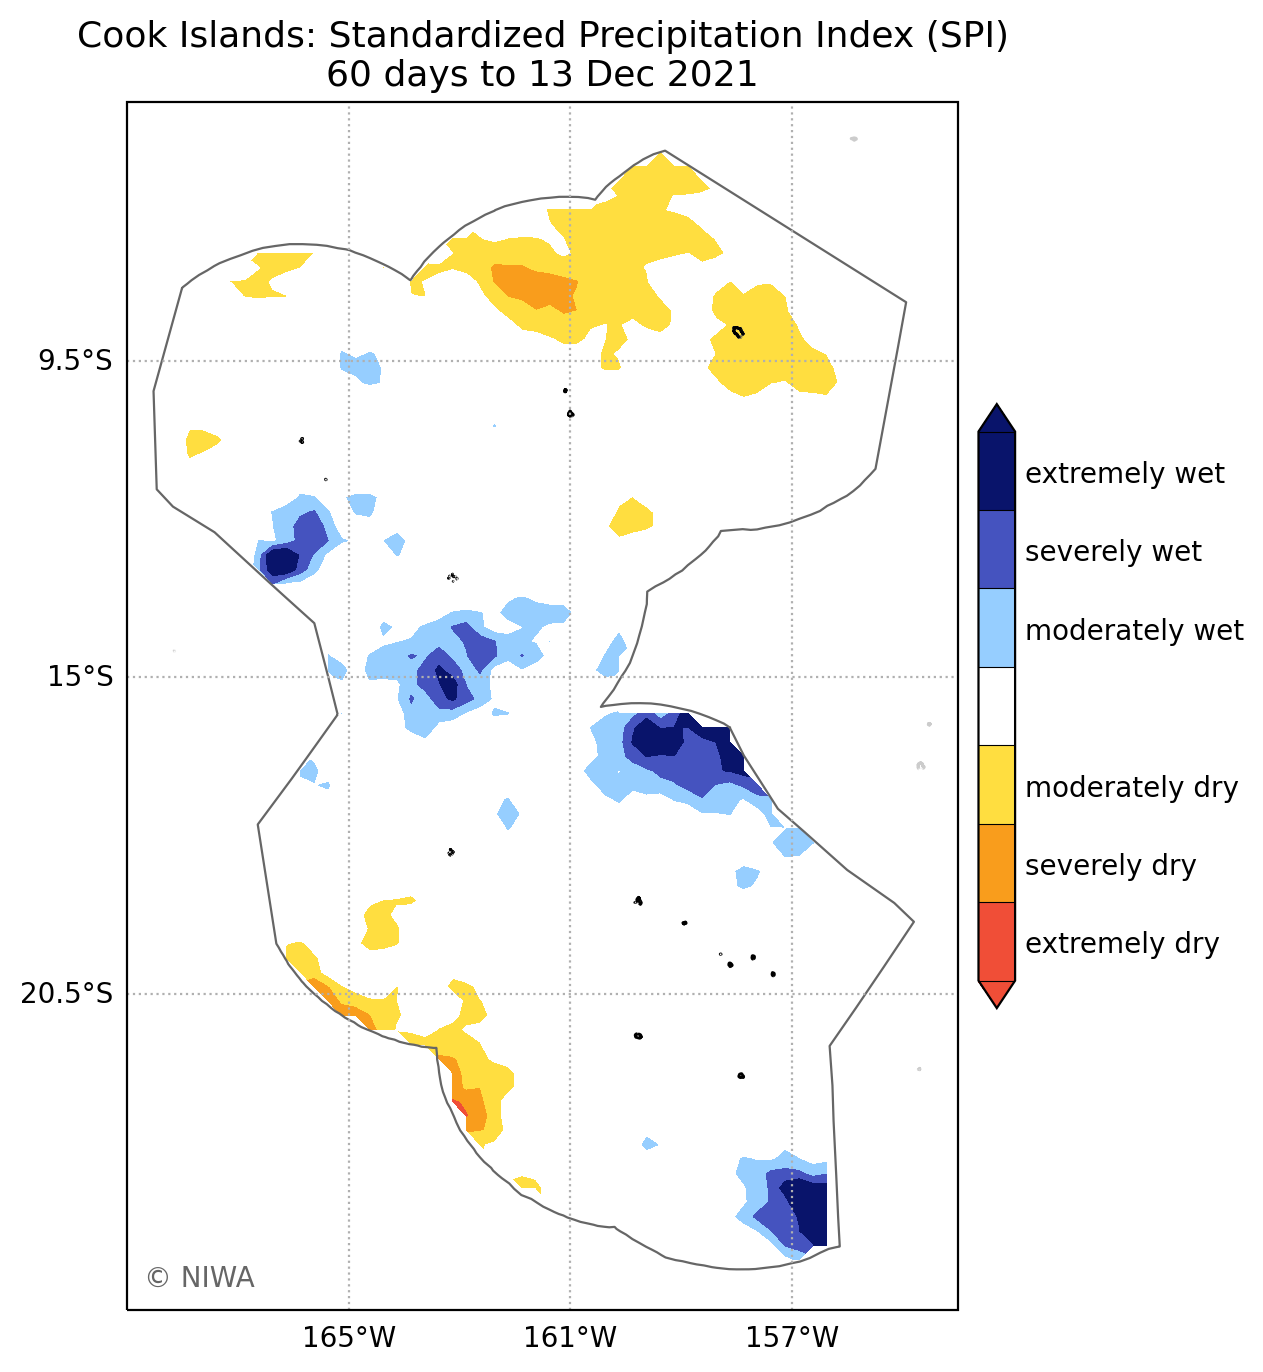 Cook Islands: Standardized Precipitation Index (SPI)
60 days to 13 Dec 2021
9.5°S
15°S
20.5°S
165°W
161°W
157°W
extremely wet
severely wet
moderately wet
moderately dry
severely dry
extremely dry
© NIWA